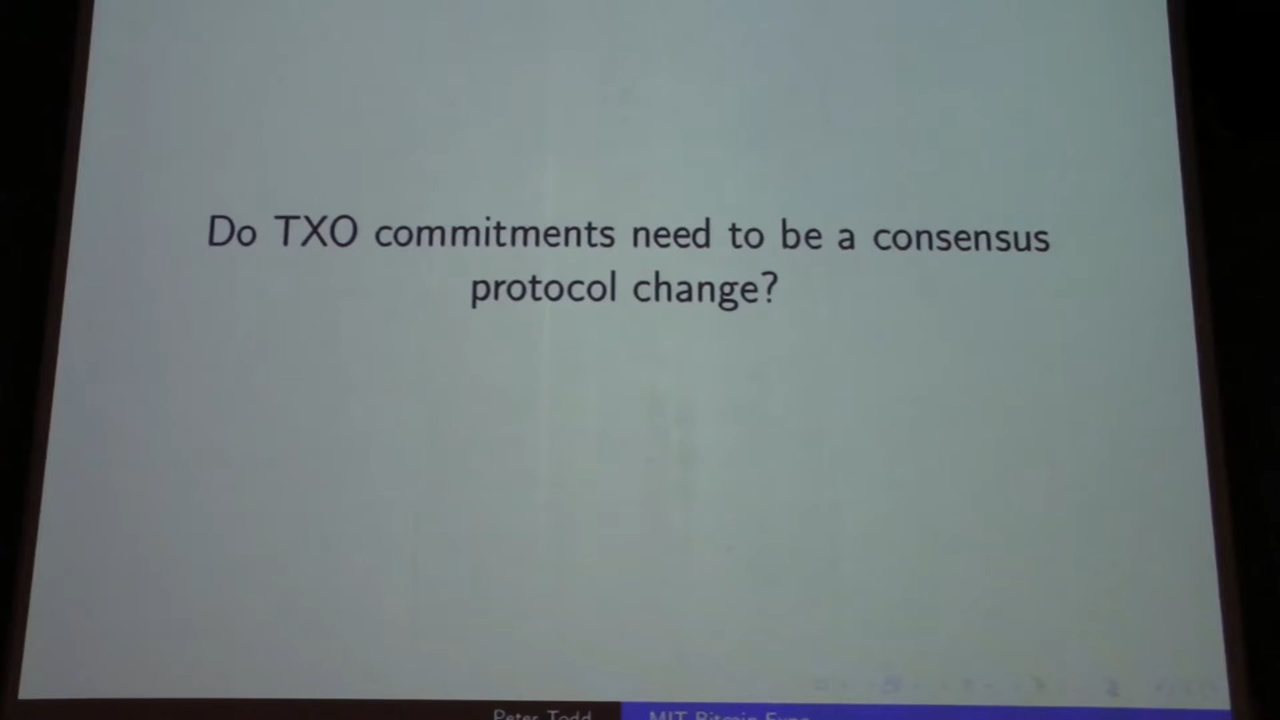 Do TXO commitments need to be a consensus
protocol change?
Peter Todd MIT Bitcoin Expo